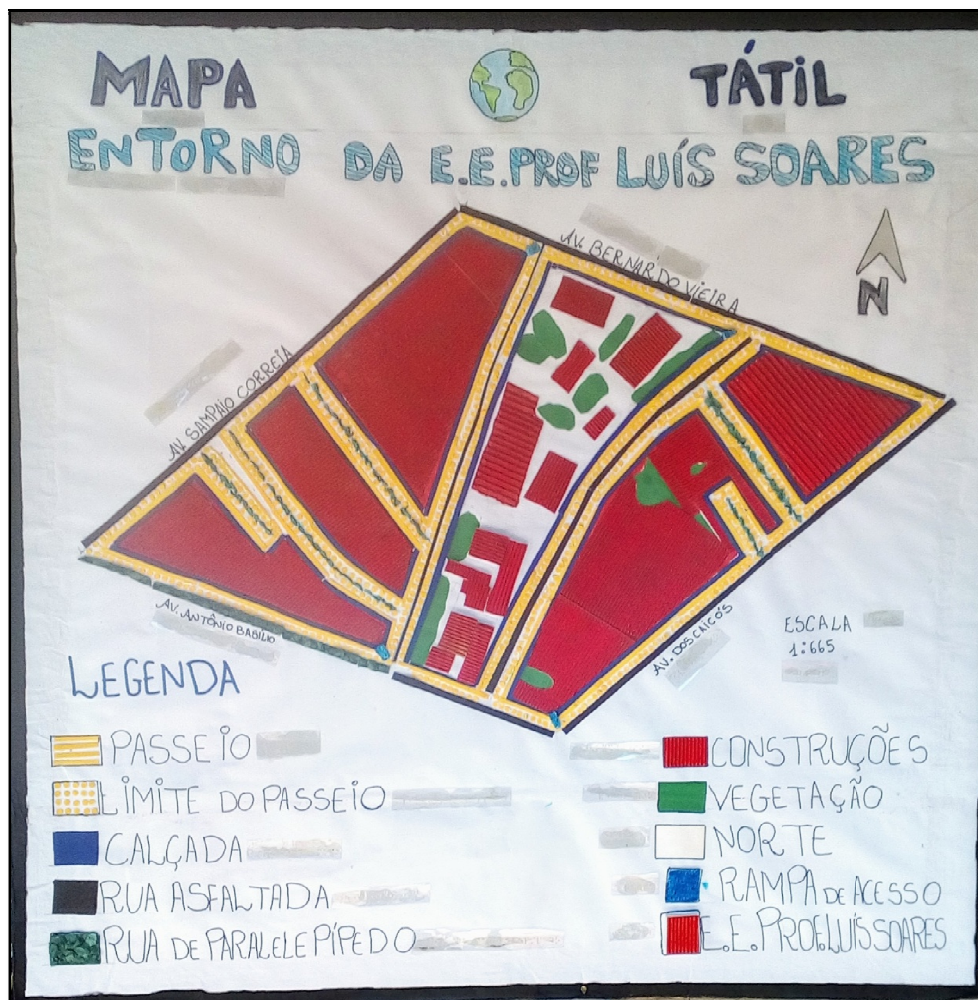 MAPA TÁTIL
ENTORNO DA E.E.PROF LUÍS SOARES
AV. BERNARDO VIEIRA
N
AV. SAMPAIO CORREIA
AV. ANTÔNIO BABILIO
AV. DOS CAICÓS
ESCALA
1:665
LEGENDA
PASSEIO
LIMITE DO PASSEIO
CALÇADA
RUA ASFALTADA
RUA DE PARALELEPÍPEDO
CONSTRUÇÕES
VEGETAÇÃO
NORTE
RAMPA DE ACESSO
E.E.PROF.LUIS SOARES